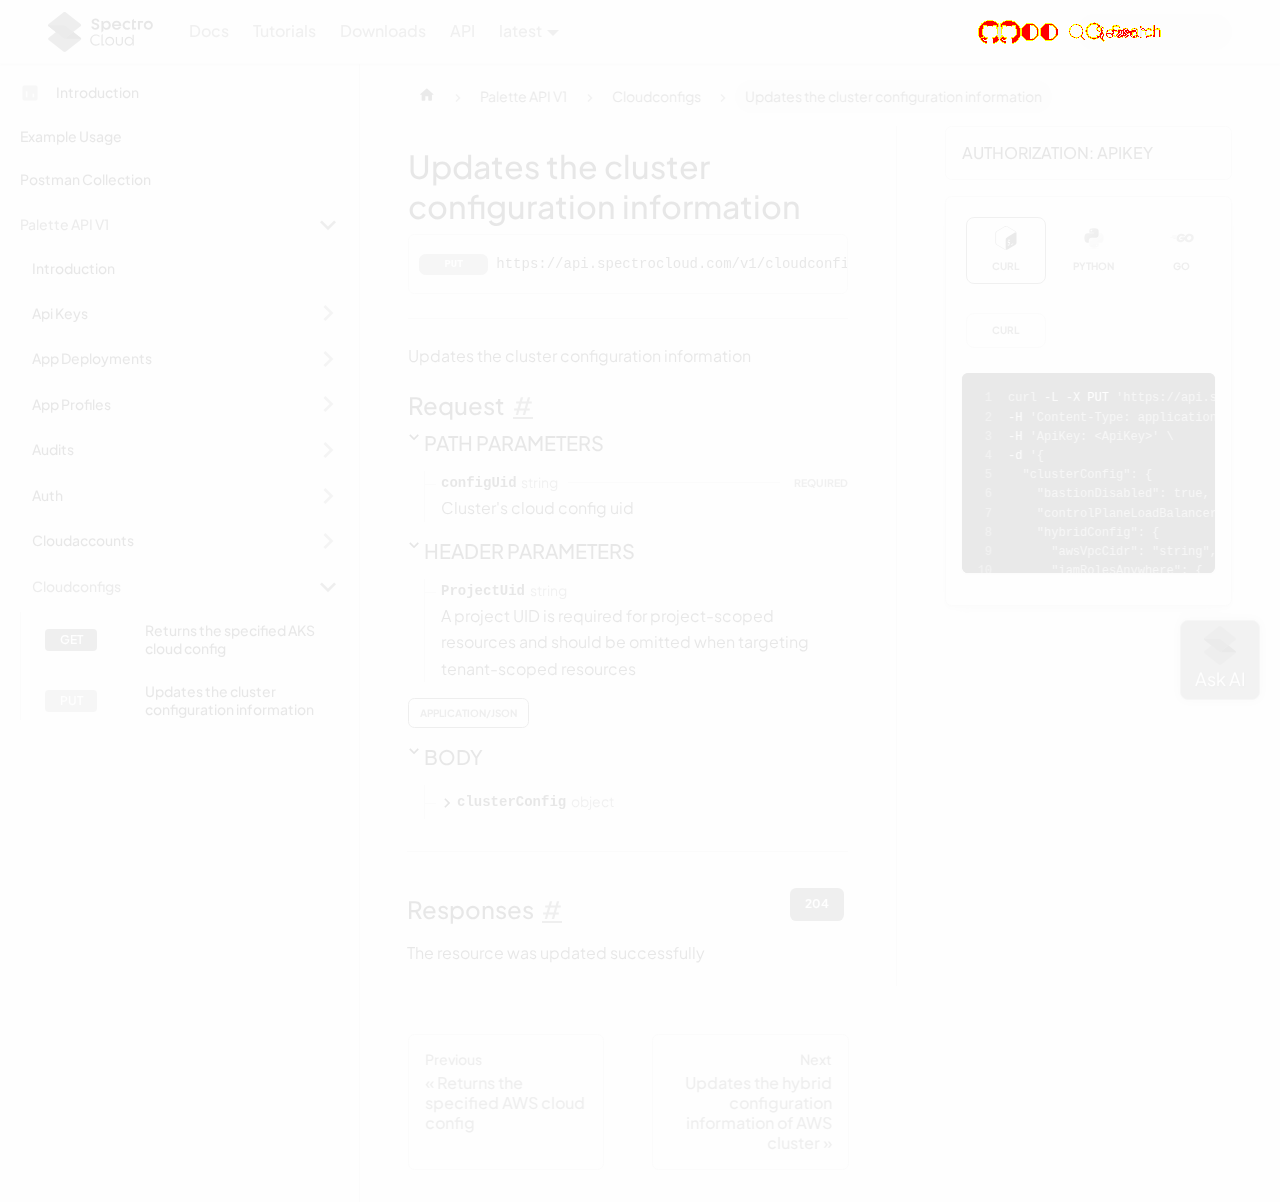 Spectro
Cloud
Docs
Tutorials
Downloads
API
latest
Search
Introduction
Example Usage
Postman Collection
Palette API V1
Introduction
Api Keys
App Deployments
App Profiles
Audits
Auth
Cloudaccounts
Cloudconfigs
GET
Returns the specified AKS
cloud config
PUT
Updates the cluster
configuration information
Palette API V1
Cloudconfigs
Updates the cluster configuration information
Updates the cluster
configuration information
PUT
https://api.spectrocloud.com/v1/cloudconfi
Updates the cluster configuration information
Request #
PATH PARAMETERS
configUid string
REQUIRED
Cluster's cloud config uid
HEADER PARAMETERS
ProjectUid string
A project UID is required for project-scoped
resources and should be omitted when targeting
tenant-scoped resources
APPLICATION/JSON
BODY
clusterConfig object
Responses #
204
The resource was updated successfully
Previous
« Returns the
specified AWS cloud
config
Next
Updates the hybrid
configuration
Information of AWS
cluster »
AUTHORIZATION: APIKEY
CURL
PYTHON
GO
CURL
1 curl -L -X PUT 'https://api.s
2 -H 'Content-Type: application
3 -H 'ApiKey: <ApiKey>' \
4 -d '{
5 "clusterConfig": {
6 "bastionDisabled": true,
7 "controlPlaneLoadBalancer
8 "hybridConfig": {
9 "awsVpcCidr": "string",
10 "iamRolesAnywhere": {
Ask AI